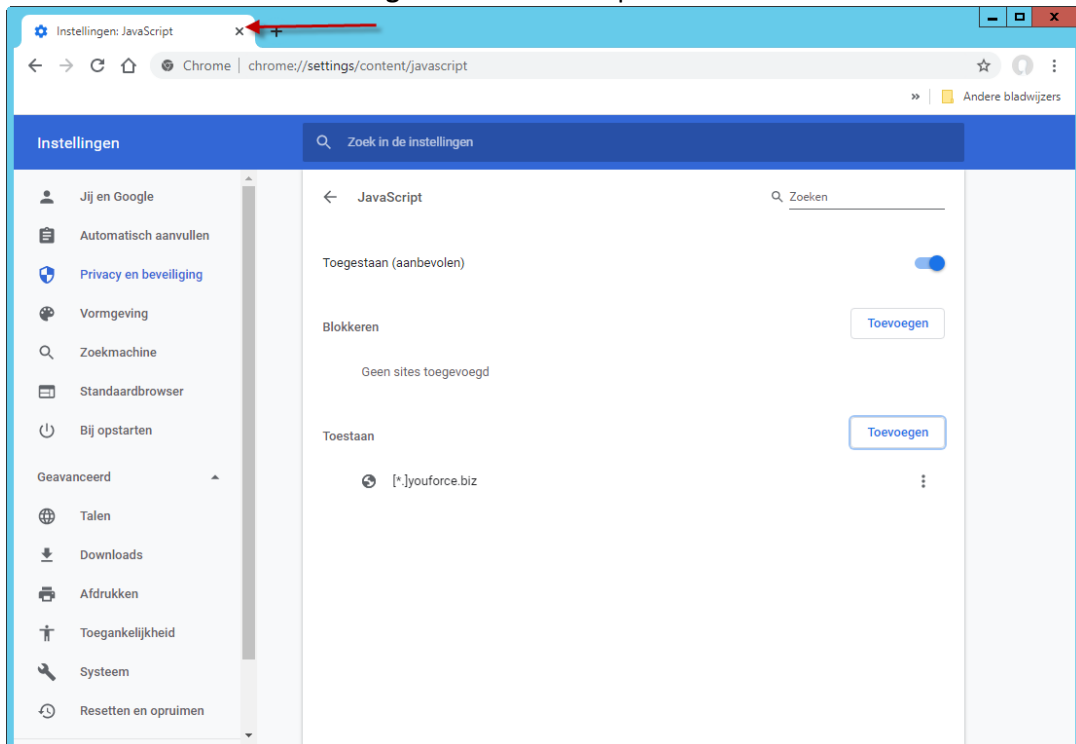 Instellingen: JavaScript
Chrome | chrome://settings/content/javascript
» Andere bladwijzers
Instellingen
Zoek in de instellingen
Jij en Google
Automatisch aanvullen
Privacy en beveiliging
Vormgeving
Zoekmachine
Standaardbrowser
Bij opstarten
Geavanceerd
Talen
Downloads
Afdrukken
Toegankelijkheid
Systeem
Resetten en opruimen
JavaScript
Zoeken
Toegestaan (aanbevolen)
Blokkeren
Toevoegen
Geen sites toegevoegd
Toestaan
Toevoegen
[*.]youforce.biz